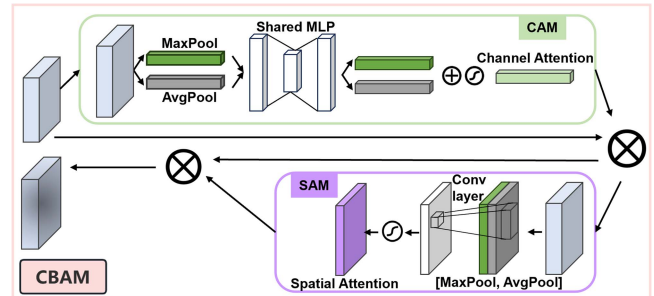 Shared MLP
CAM
MaxPool
Channel Attention
AvgPool
SAM
Conv
layer
Spatial Attention
[MaxPool, AvgPool]
CBAM